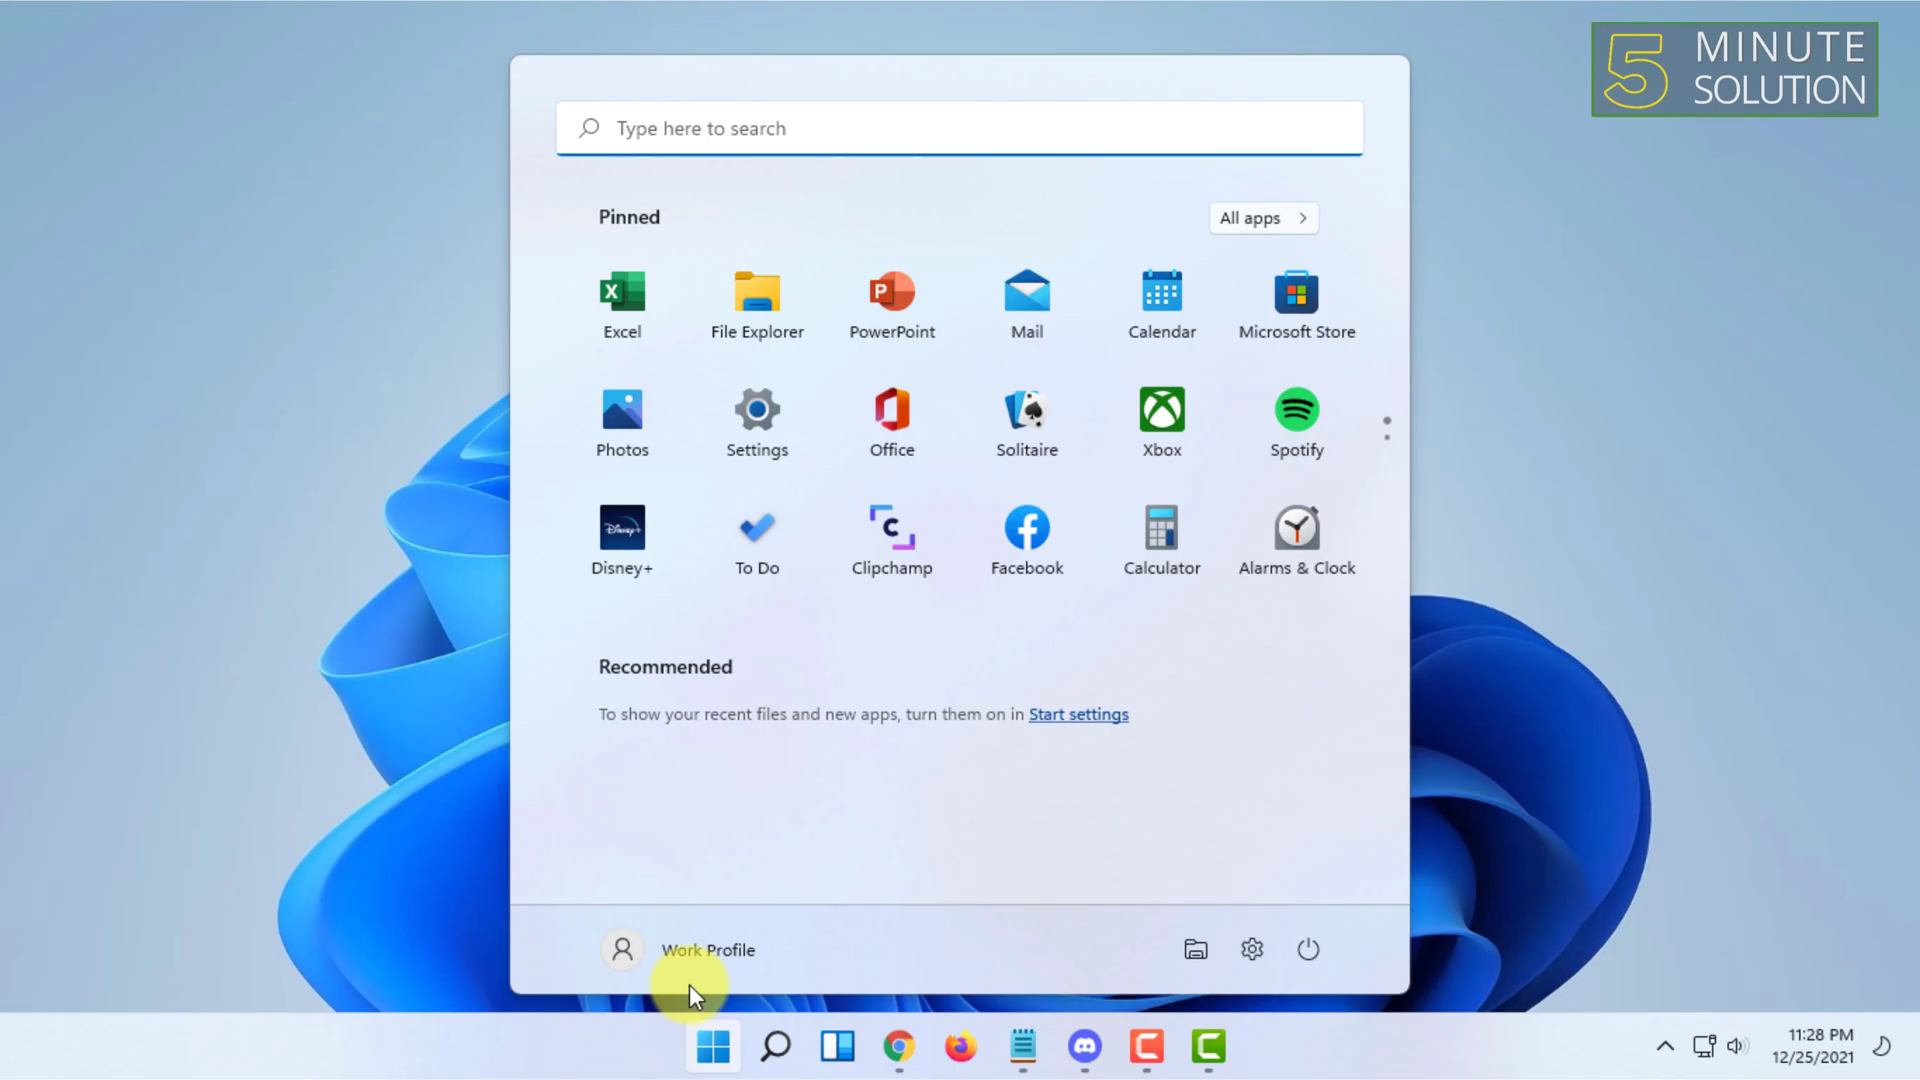 5 MINUTE
SOLUTION
Type here to search
Pinned
All apps
Excel
File Explorer
PowerPoint
Mail
Calendar
Microsoft Store
Photos
Settings
Office
Solitaire
Xbox
Spotify
Disney+
To Do
Clipchamp
Facebook
Calculator
Alarms & Clock
Recommended
To show your recent files and new apps, turn them on in Start settings
Work Profile
11:28 PM
12/25/2021